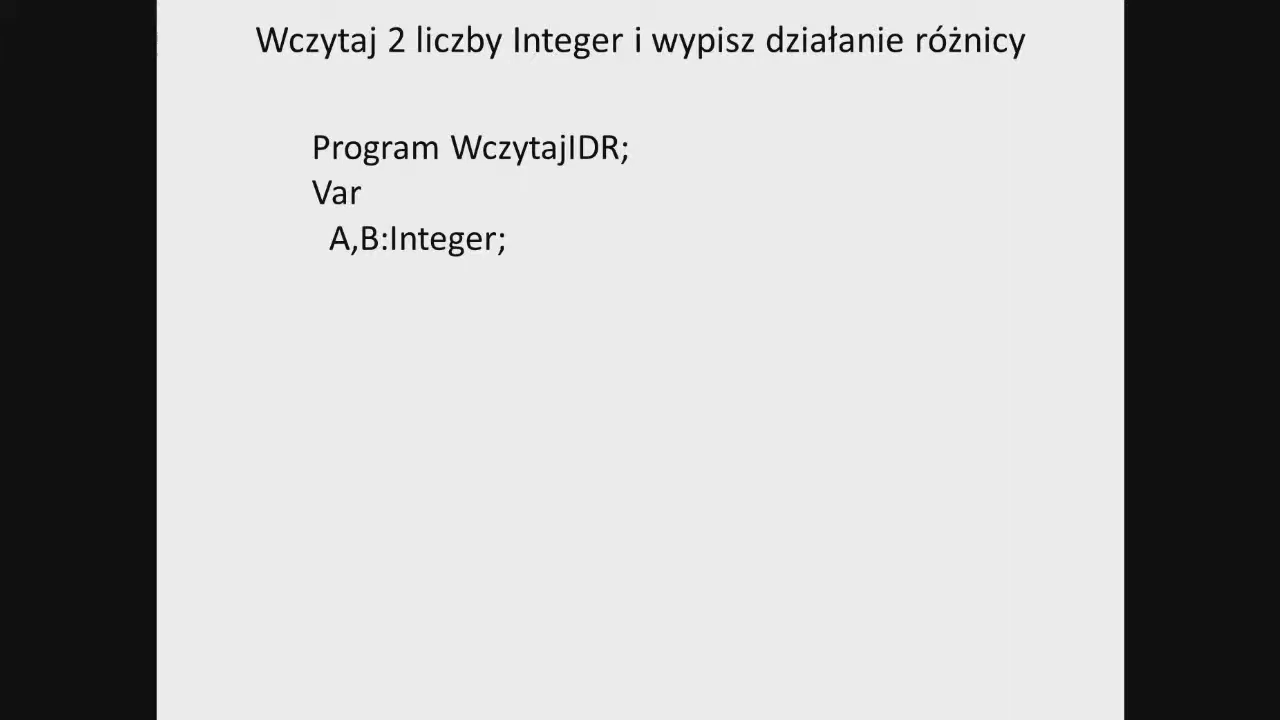 Wczytaj 2 liczby Integer i wypisz działanie różnicy
Program WczytajIDR;
Var
A,B:Integer;